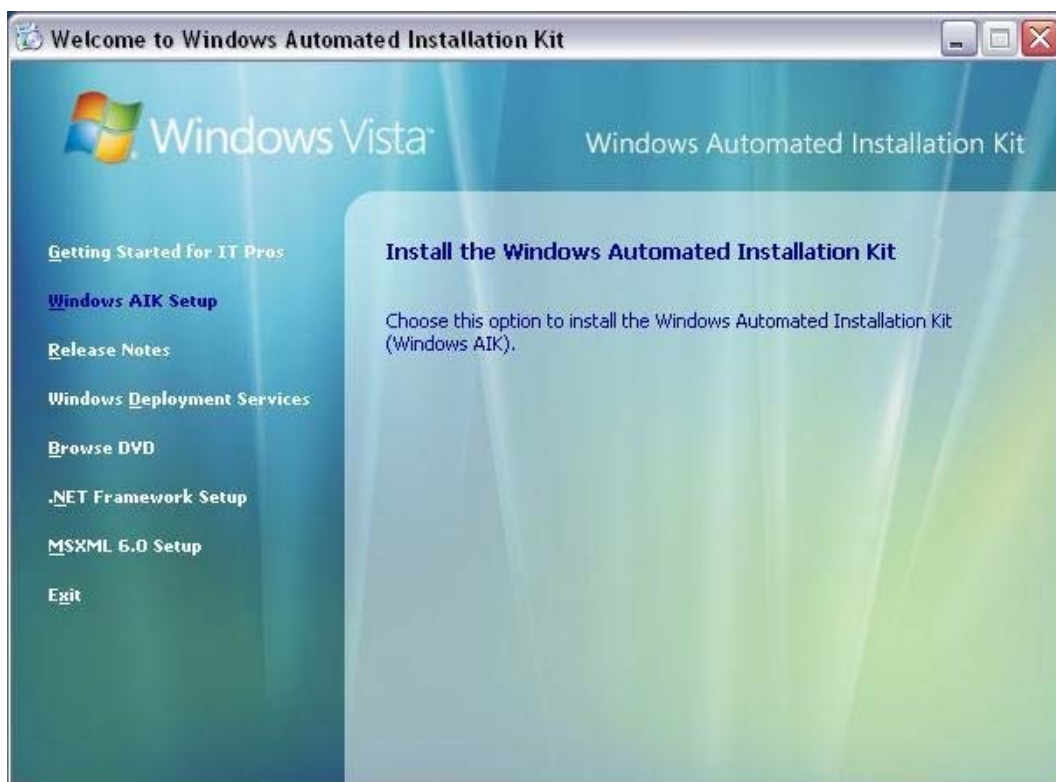 Welcome to Windows Automated Installation Kit
Windows Vista™
Windows Automated Installation Kit
Getting Started for IT Pros
Windows AIK Setup
Release Notes
Windows Deployment Services
Browse DVD
.NET Framework Setup
MSXML 6.0 Setup
Exit
Install the Windows Automated Installation Kit
Choose this option to install the Windows Automated Installation Kit
(Windows AIK).